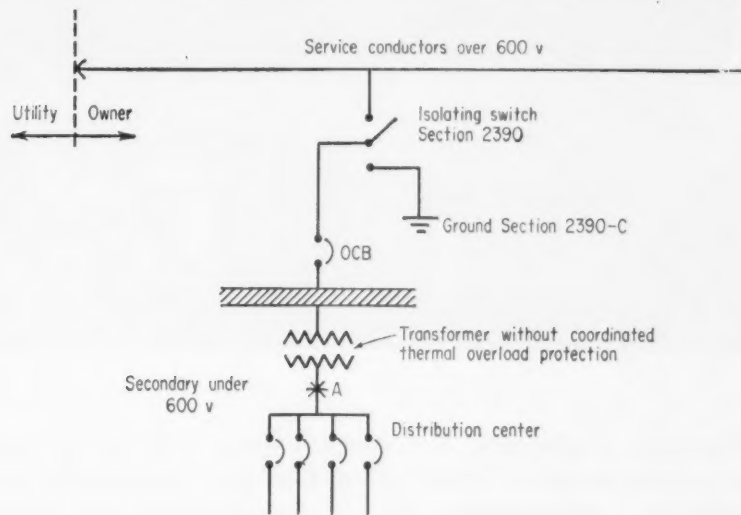 Service conductors over 600 v
Utility
Owner
Isolating switch
Section 2390
Ground Section 2390-C
OCB
Transformer without coordinated
thermal overload protection
Secondary under
600 v
A
Distribution center